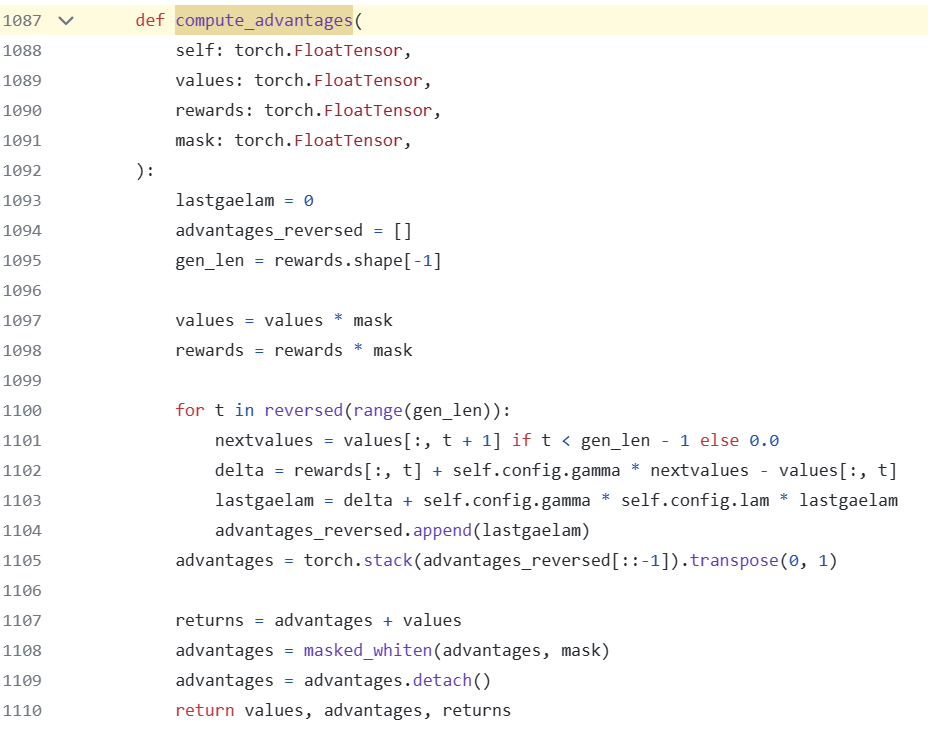 1087 def compute_advantages(
1088 self: torch.FloatTensor,
1089 values: torch.FloatTensor,
1090 rewards: torch.FloatTensor,
1091 mask: torch.FloatTensor,
1092 ):
1093 lastgaelam = 0
1094 advantages_reversed = []
1095 gen_len = rewards.shape[-1]
1096
1097 values = values * mask
1098 rewards = rewards * mask
1099
1100 for t in reversed(range(gen_len)):
1101 nextvalues = values[:, t + 1] if t < gen_len - 1 else 0.0
1102 delta = rewards[:, t] + self.config.gamma * nextvalues - values[:, t]
1103 lastgaelam = delta + self.config.gamma * self.config.lam * lastgaelam
1104 advantages_reversed.append(lastgaelam)
1105 advantages = torch.stack(advantages_reversed[::-1]).transpose(0, 1)
1106
1107 returns = advantages + values
1108 advantages = masked_whiten(advantages, mask)
1109 advantages = advantages.detach()
1110 return values, advantages, returns